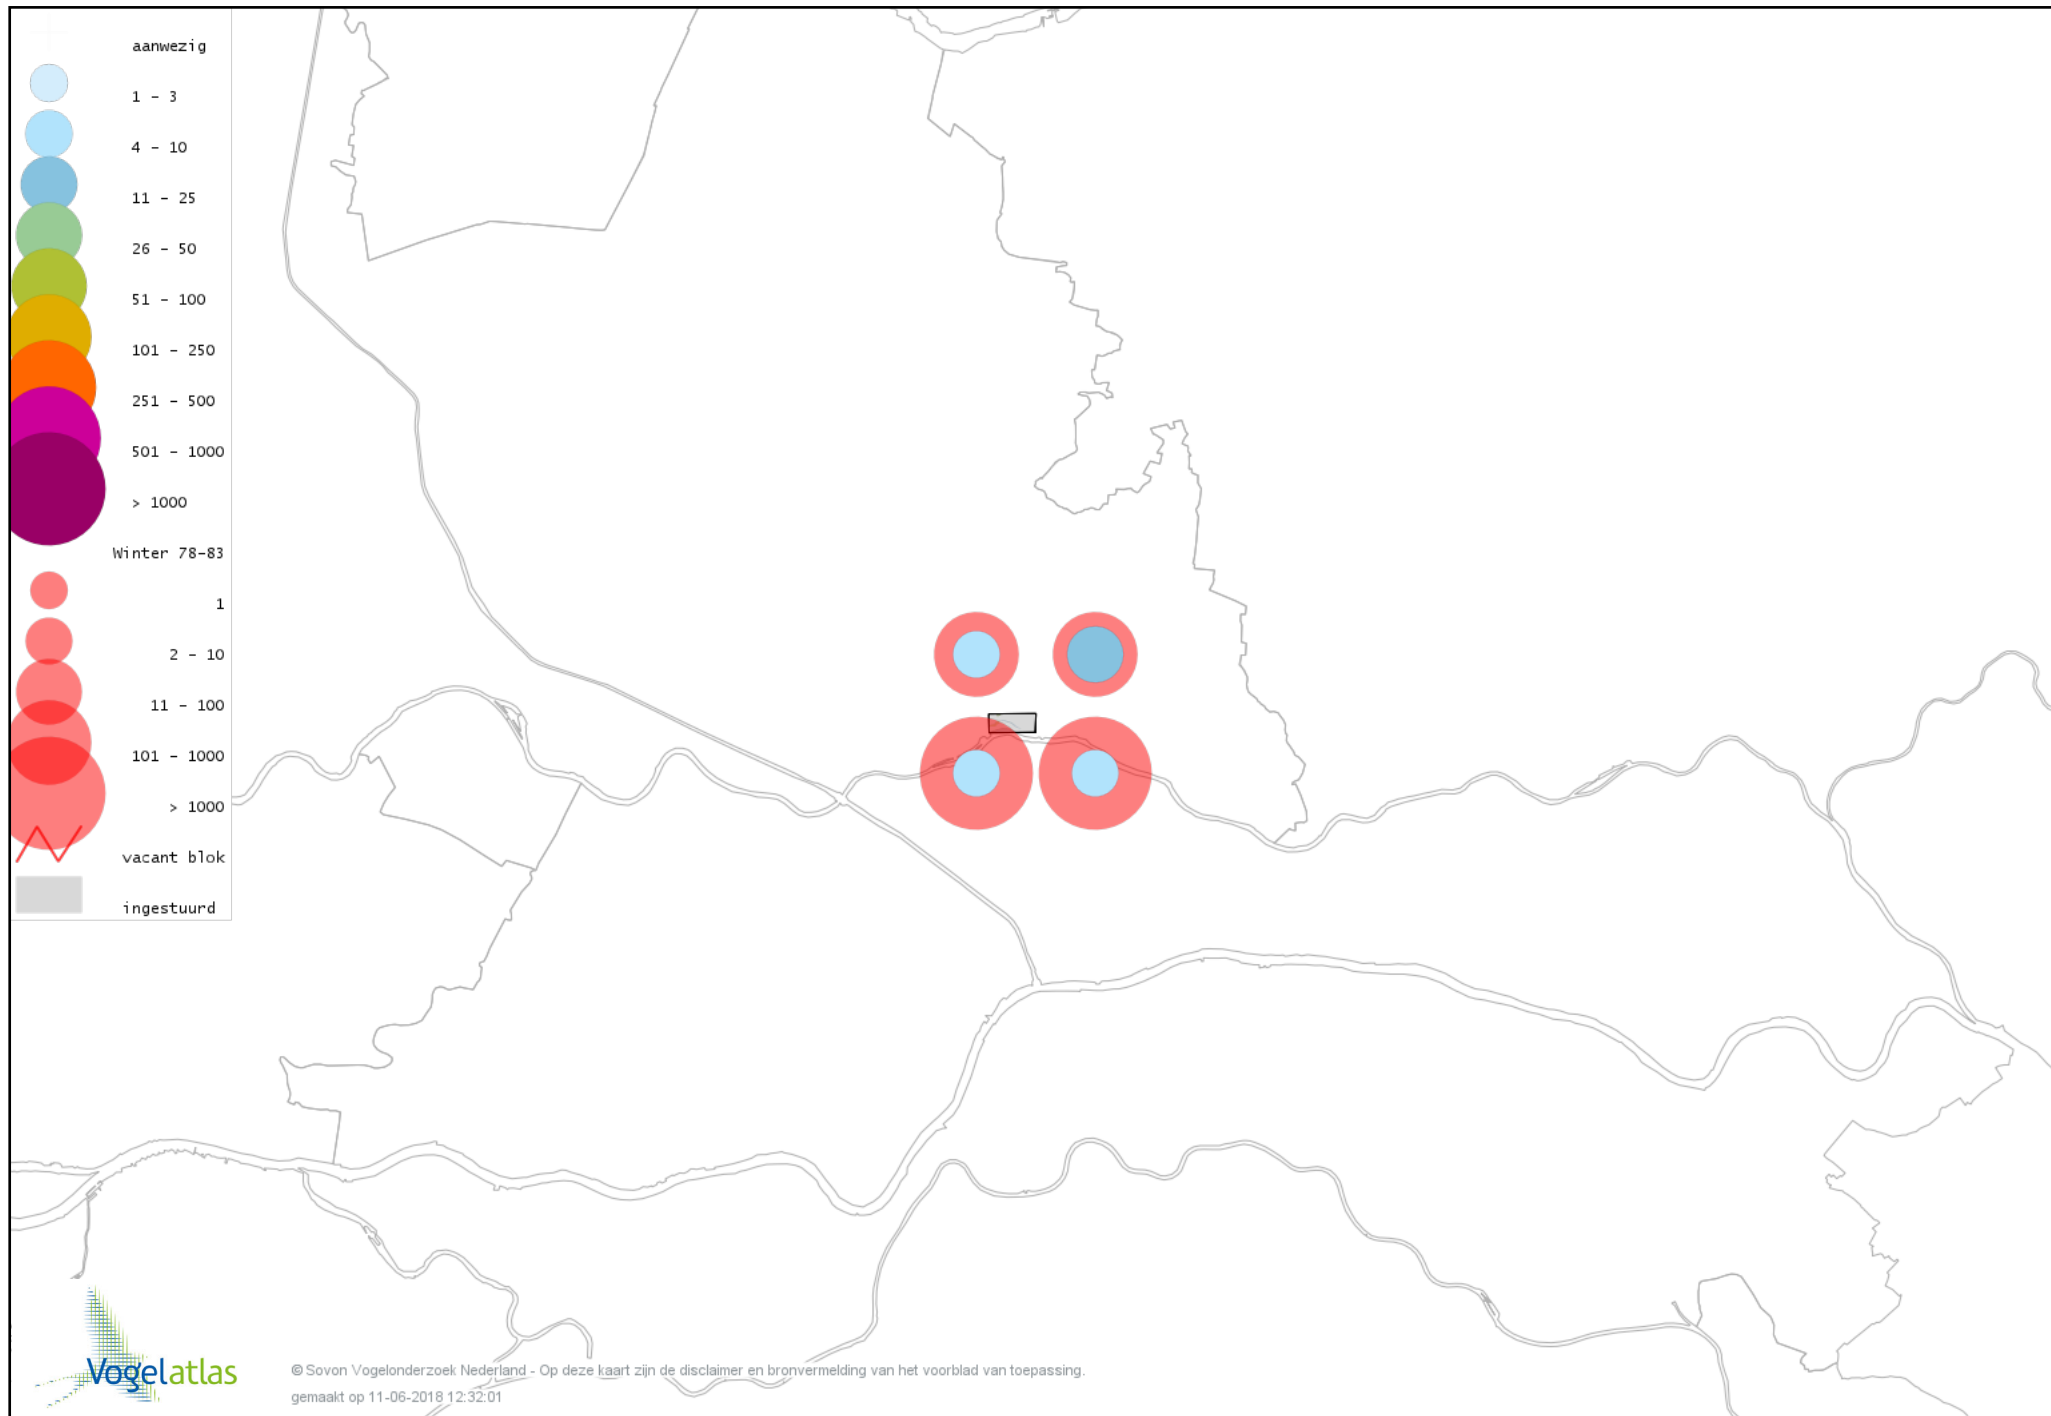 aanwezig
1 - 3
4 - 10
11 - 25
26 - 50
51 - 100
101 - 250
251 - 500
501 - 1000
> 1000
Winter 78-83
1
2 - 10
11 - 100
101 - 1000
> 1000
vacant blok
ingestuurd
Vogelatlas
© Sovon Vogelonderzoek Nederland - Op deze kaart zijn de disclaimer en bronvermelding van het voorblad van toepassing.
gemaakt op 11-06-2018 12:32:01